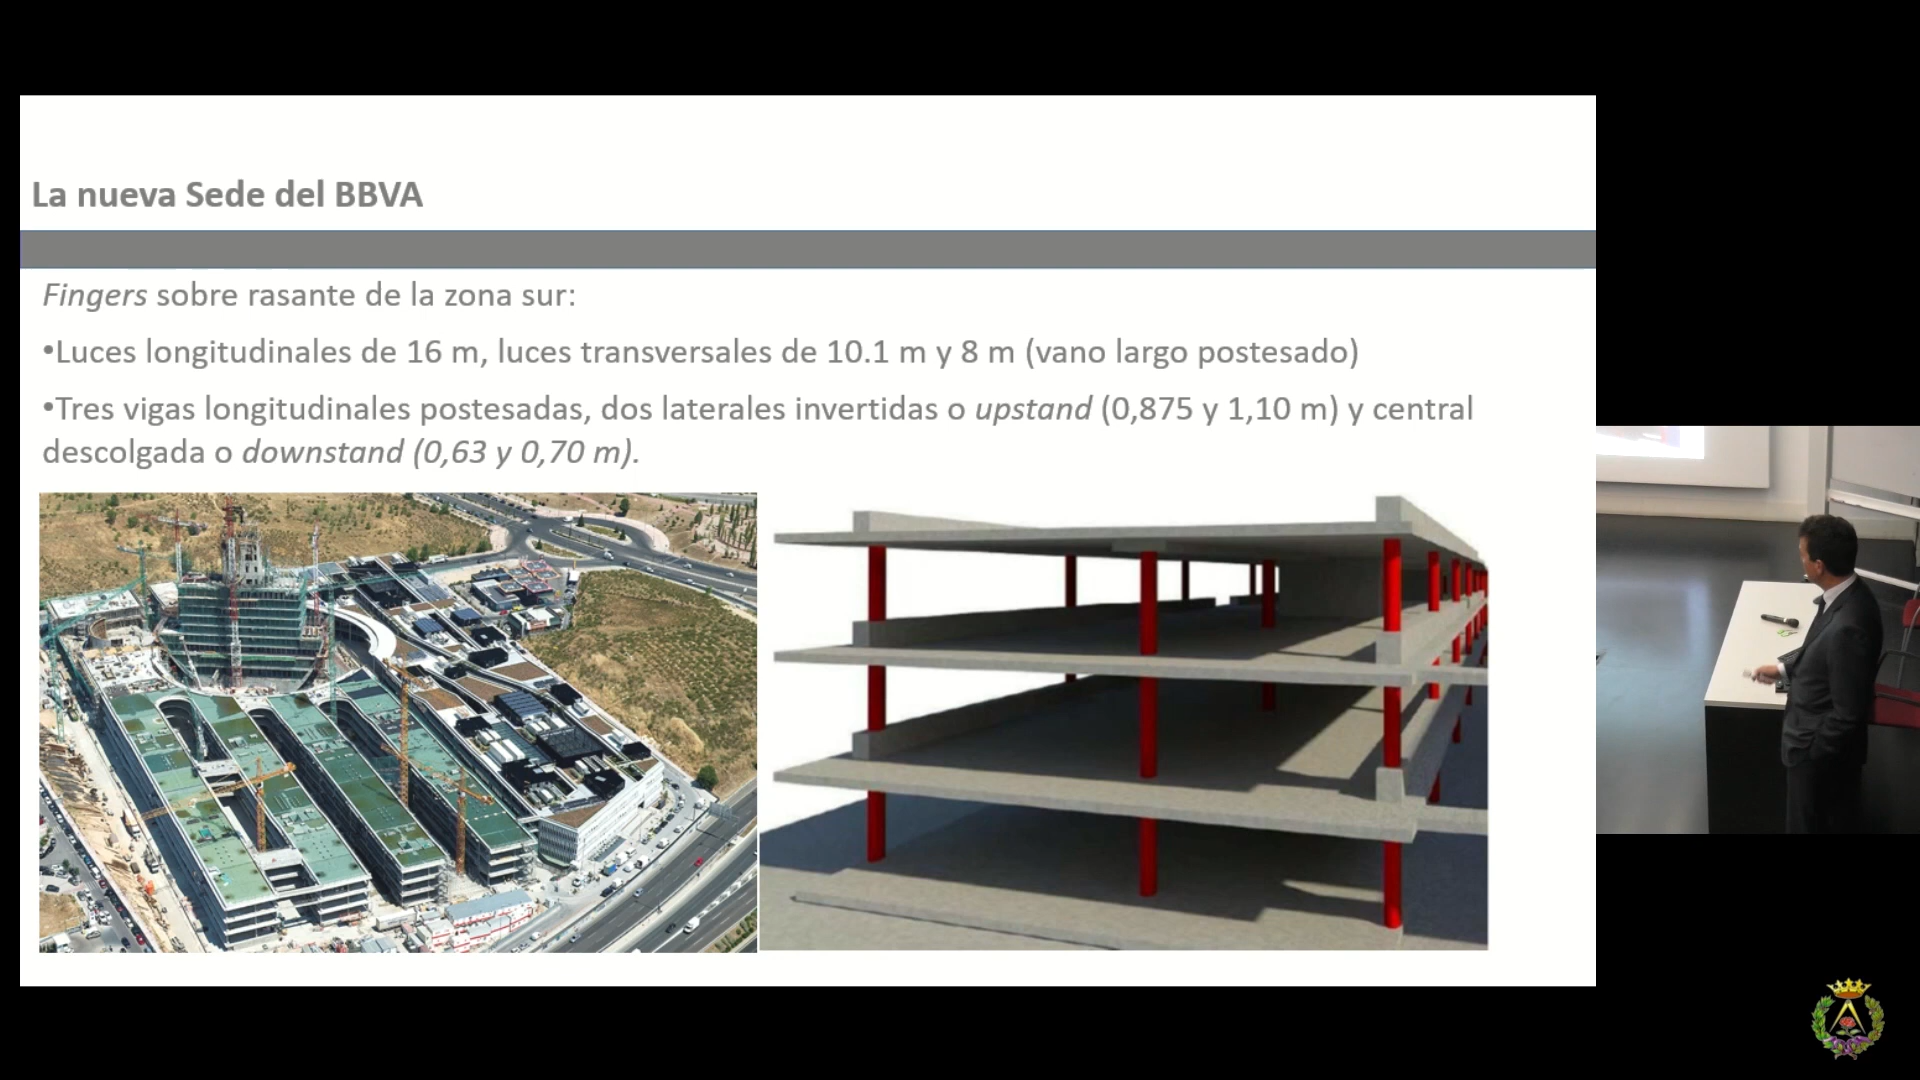 La nueva Sede del BBVA
Fingers sobre rasante de la zona sur:
•Luces longitudinales de 16 m, luces transversales de 10.1 m y 8 m (vano largo postesado)
•Tres vigas longitudinales postesadas, dos laterales invertidas o upstand (0,875 y 1,10 m) y central
descolgada o downstand (0,63 y 0,70 m).